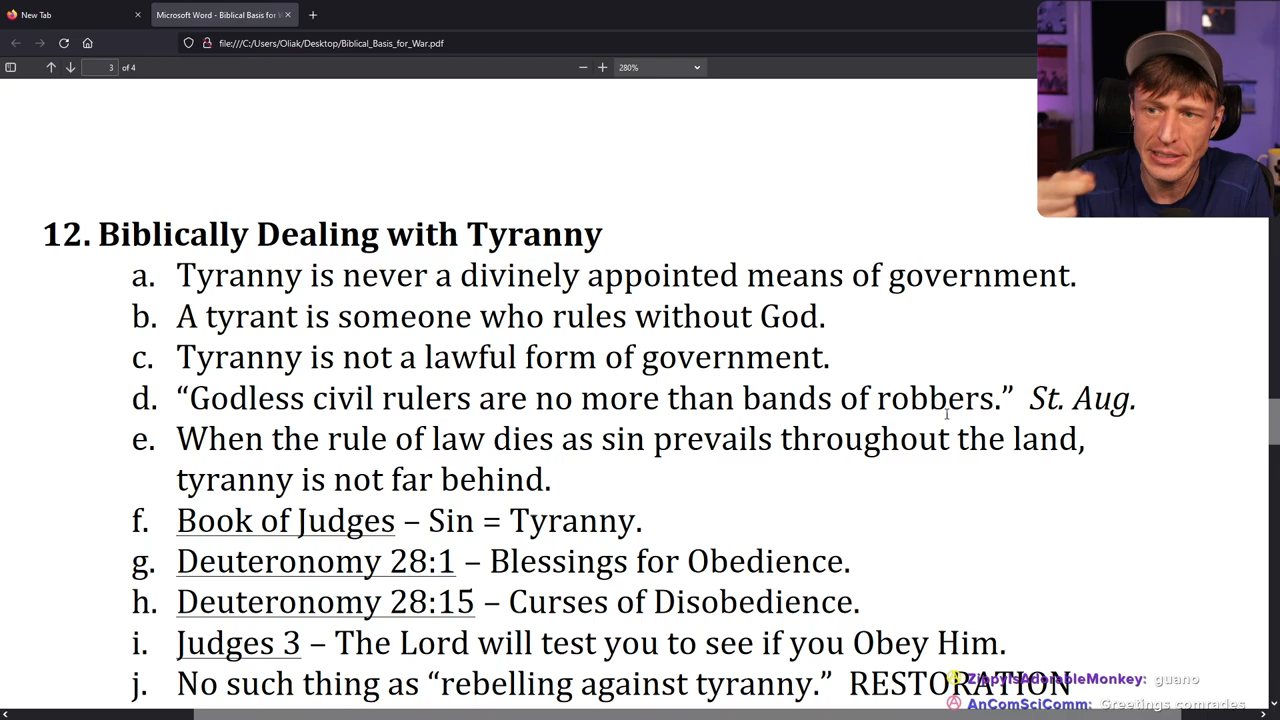 New Tab
Microsoft Word - Biblical Basis for W
file:///C:/Users/Oliak/Desktop/Biblical_Basis_for_War.pdf
3 of 4
280%
12. Biblically Dealing with Tyranny
a. Tyranny is never a divinely appointed means of government.
b. A tyrant is someone who rules without God.
c. Tyranny is not a lawful form of government.
d. “Godless civil rulers are no more than bands of robbers.” St. Aug.
e. When the rule of law dies as sin prevails throughout the land,
tyranny is not far behind.
f. Book of Judges – Sin = Tyranny.
g. Deuteronomy 28:1 – Blessings for Obedience.
h. Deuteronomy 28:15 – Curses of Disobedience.
i. Judges 3 – The Lord will test you to see if you Obey Him.
j. No such thing as “rebelling against tyranny.” RESTORATION
ZippyIsAdorableMonkey: guano
AnComSciComm: Greetings comrades